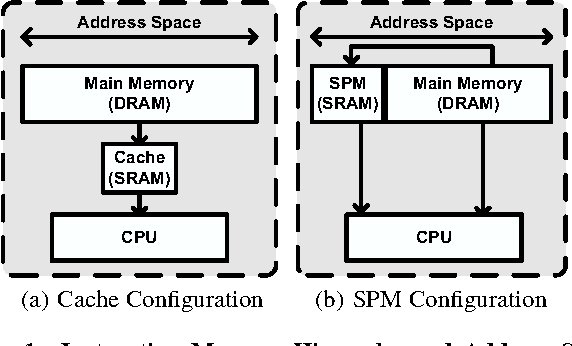 Address Space
Main Memory
(DRAM)
Cache
(SRAM)
CPU
(a) Cache Configuration
Address Space
SPM
(SRAM)
Main Memory
(DRAM)
CPU
(b) SPM Configuration